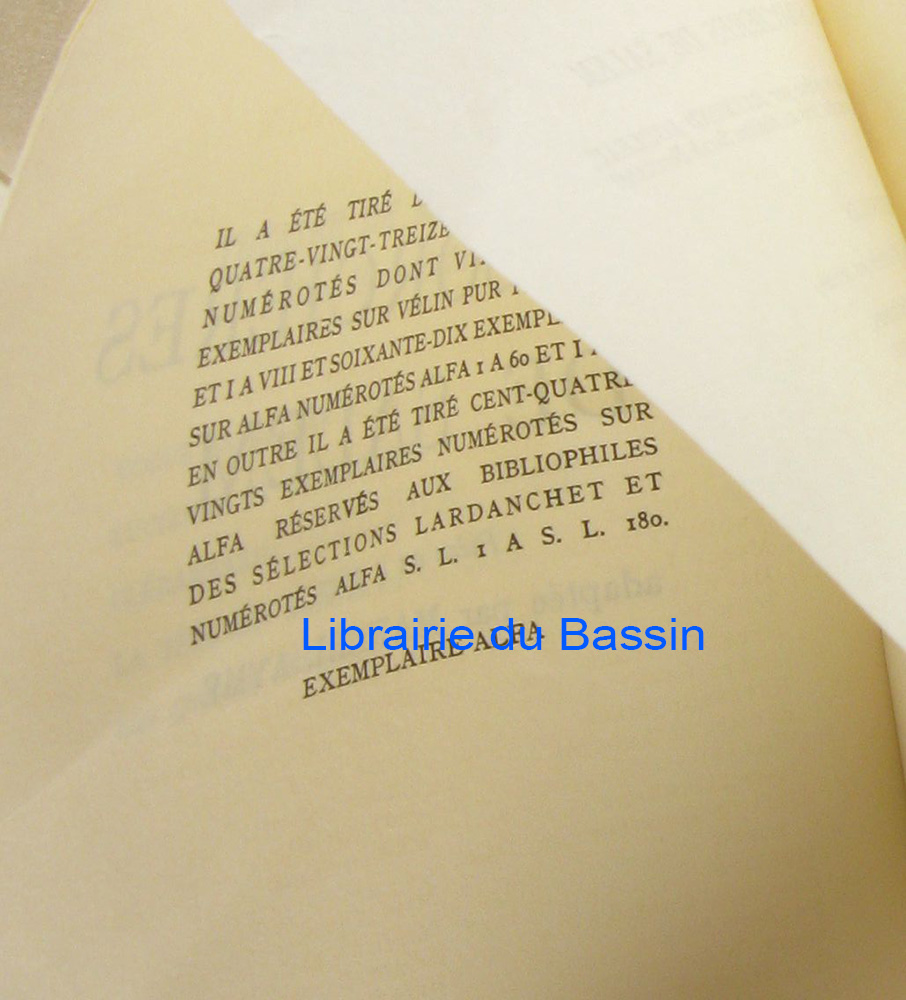 IL A ÉTÉ TIRÉ
QUATRE-VINGT-TREIZE
NUMÉROTÉS DONT
EXEMPLAIRES SUR VÉLIN PUR
ET I A VIII ET SOIXANTE-DIX
SUR ALFA NUMÉROTÉS ALFA 1 A 60 ET I
EN OUTRE IL A ÉTÉ TIRÉ CENT-QUATRE-
VINGTS EXEMPLAIRES NUMÉROTÉS SUR
ALFA RÉSERVÉS AUX BIBLIOPHILES
DES SÉLECTIONS LARDANCHET ET
NUMÉROTÉS ALFA S. L. 1 A S. L. 180.
Librairie du Bassin
EXEMPLAIRE ALFA